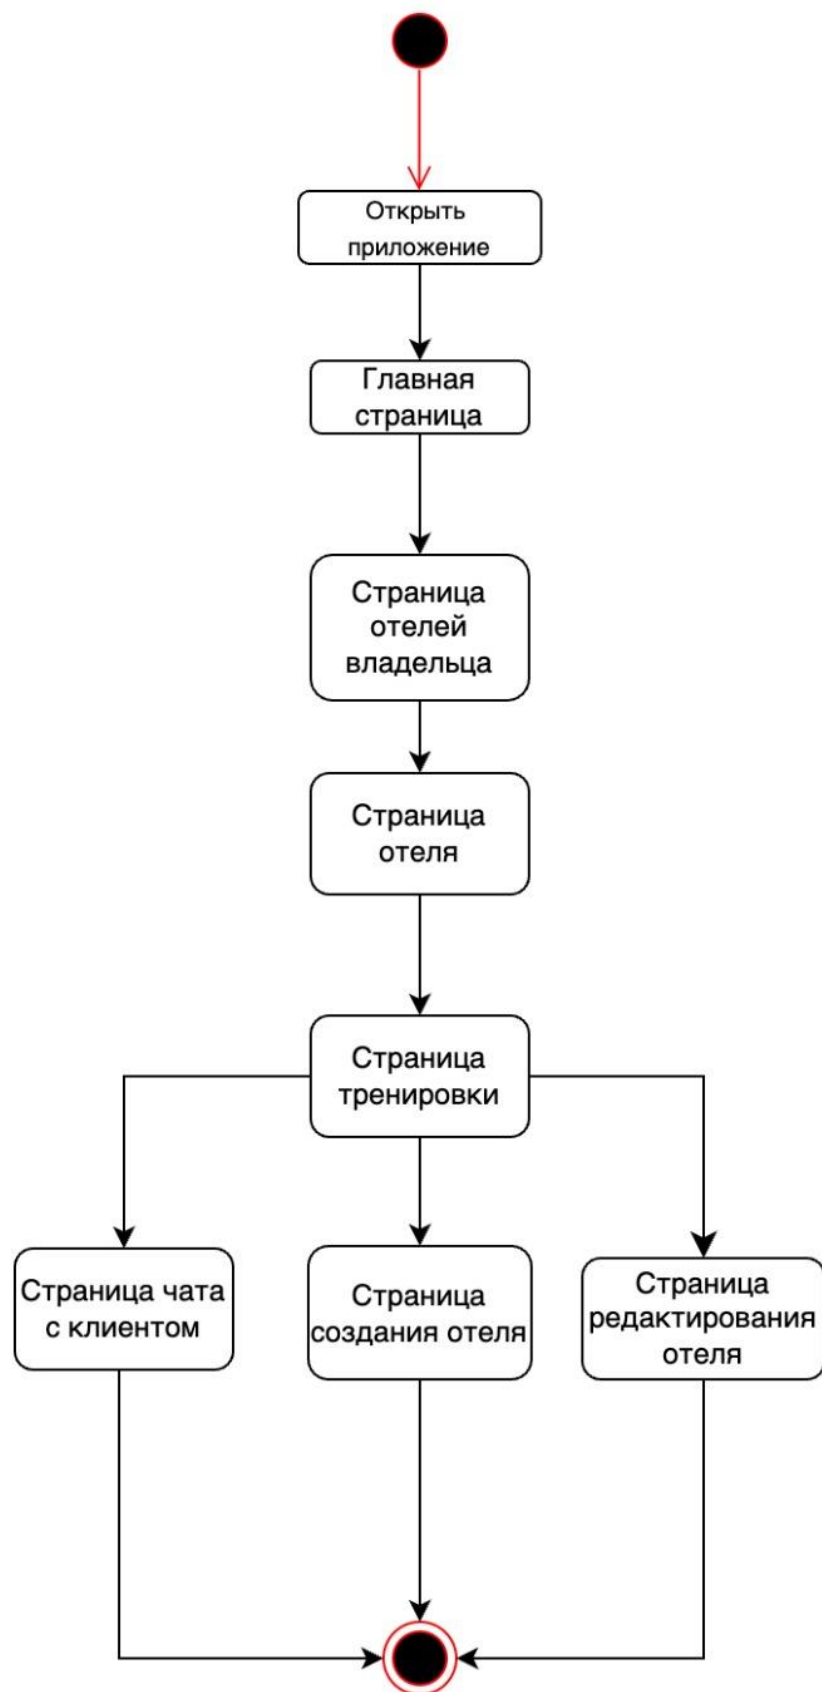 Открыть
приложение
Главная
страница
Страница
отелей
владельца
Страница
отеля
Страница
тренировки
Страница чата
с клиентом
Страница
создания отеля
Страница
редактирования
отеля